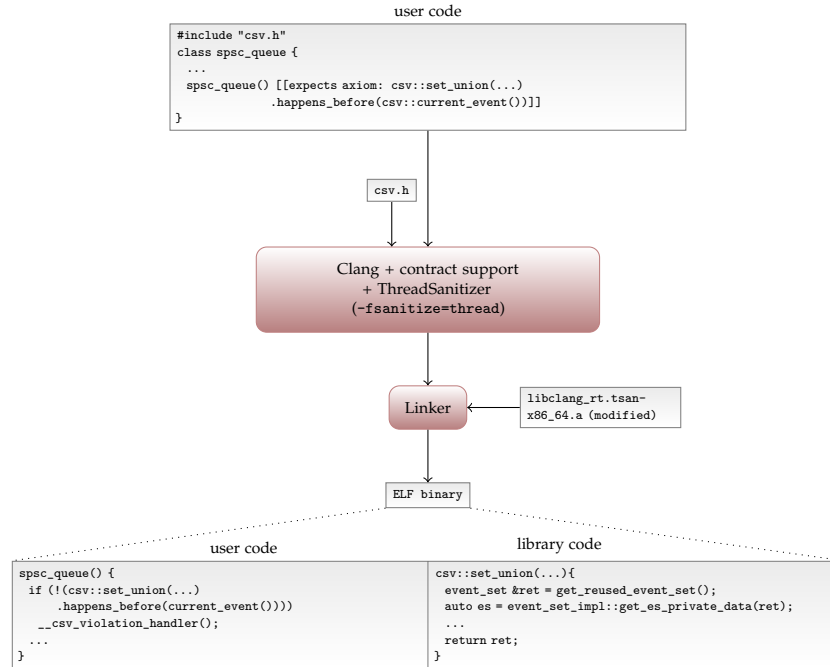 user code
#include "csv.h"
class spsc_queue {
...
spsc_queue() [[expects axiom: csv::set_union(...)
.happens_before(csv::current_event())]]
}
csv.h
Clang + contract support
+ ThreadSanitizer
(-fsanitize=thread)
Linker
libclang_rt.tsan-
x86_64.a (modified)
ELF binary
user code
spsc_queue() {
if (!(csv::set_union(...)
.happens_before(current_event())))
__csv_violation_handler();
...
}
library code
csv::set_union(...){
event_set &ret = get_reused_event_set();
auto es = event_set_impl::get_es_private_data(ret);
...
return ret;
}